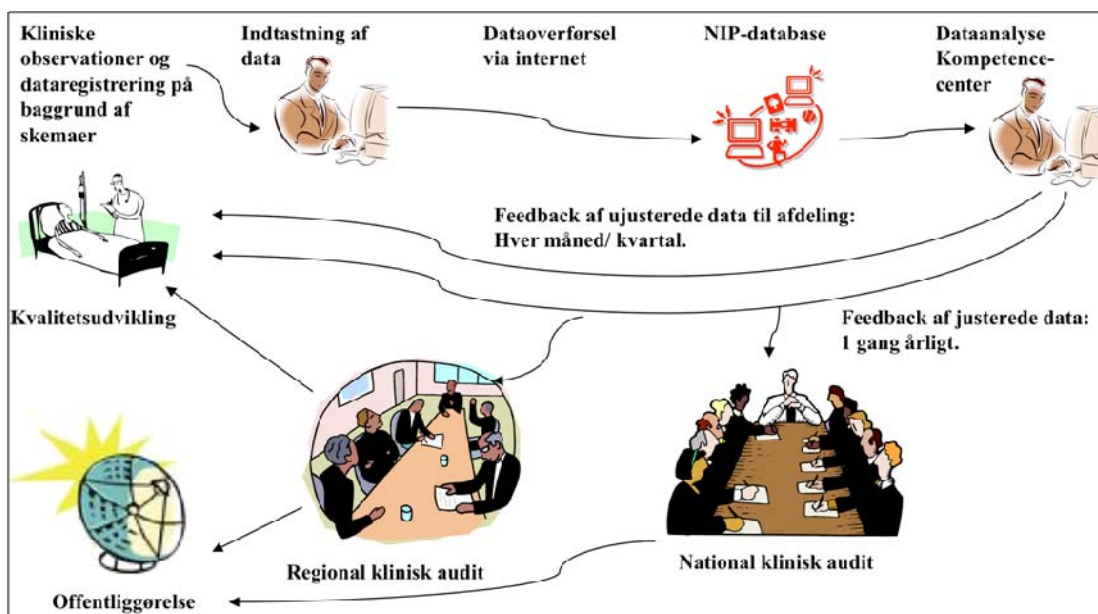 Kliniske
observationer og
dataregistrering på
baggrund af
skemaer
Indtastning af
data
Dataoverførsel
via internet
NIP-database
Dataanalyse
Kompetence-
center
Feedback af ujusterede data til afdeling:
Hver måned/ kvartal.
Kvalitetsudvikling
Feedback af justerede data:
1 gang årligt.
Regional klinisk audit
National klinisk audit
Offentliggørelse